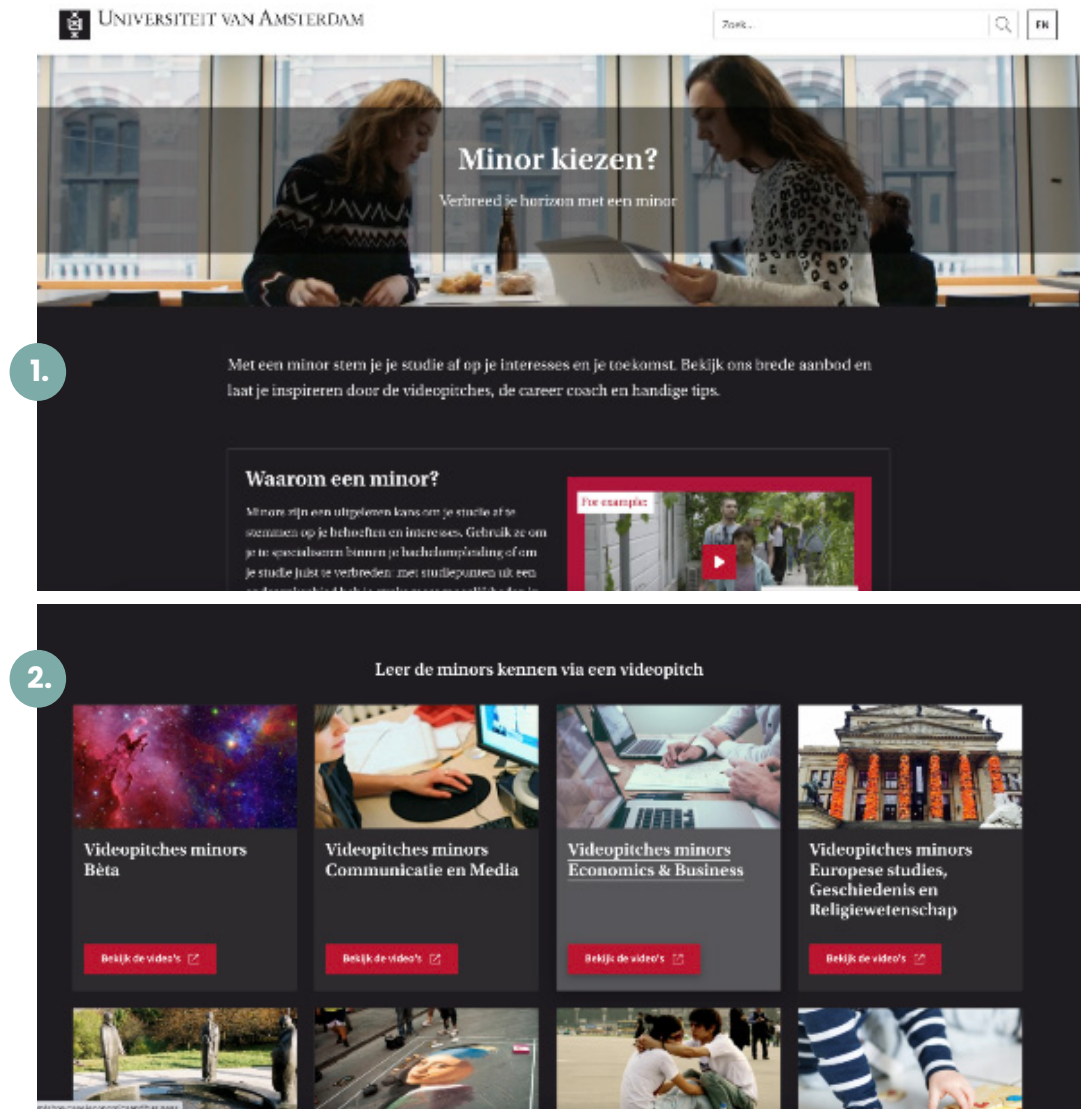 UNIVERSITEIT VAN AMSTERDAM
Zoek...
EN
Minor kiezen?
Verbreed je horizon met een minor
1.
Met een minor stem je je studie af op je interesses en je toekomst. Bekijk ons brede aanbod en
laat je inspireren door de videopitches, de career coach en handige tips.
Waarom een minor?
Minors zijn een uitgelezen kans om je studie af te
stemmen op je behoeften en interesses. Gebruik ze om
je te specialiseren binnen je bacheloropleiding of om
je studie juist te verbreden: met studiepunten uit een
For example:
2.
Leer de minors kennen via een videopitch
Videopitches minors
Bèta
Bekijk de video's
Videopitches minors
Communicatie en Media
Bekijk de video's
Videopitches minors
Economics & Business
Bekijk de video's
Videopitches minors
Europese studies,
Geschiedenis en
Religiewetenschap
Bekijk de video's